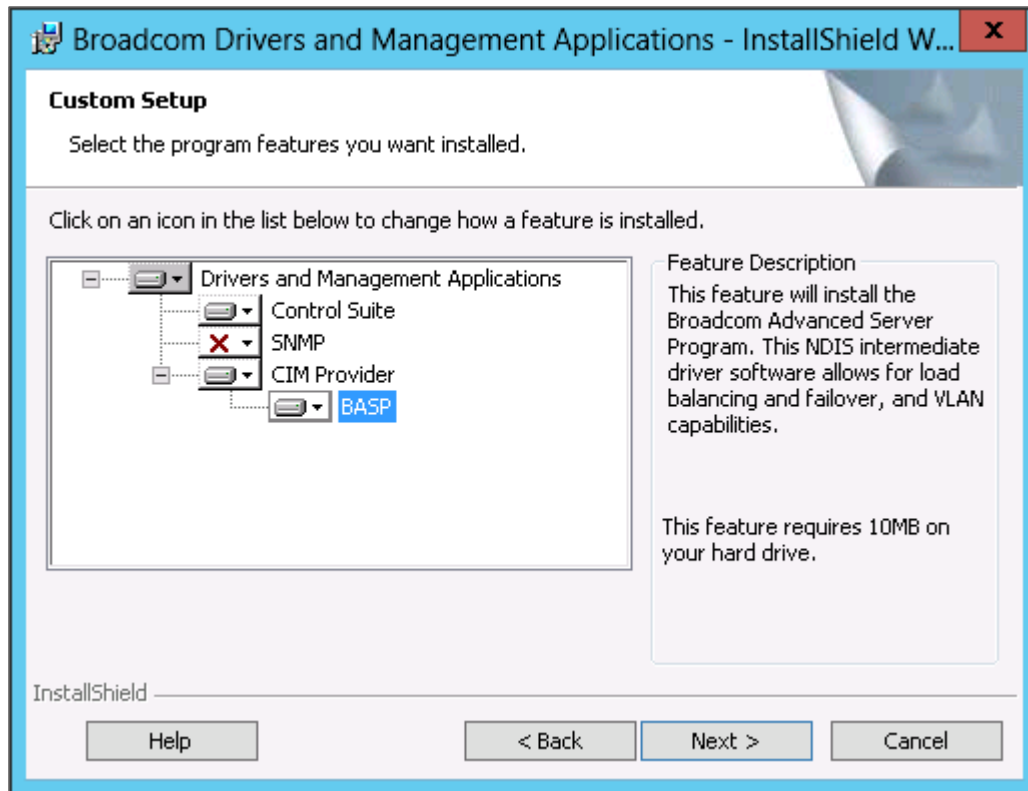 Broadcom Drivers and Management Applications - InstallShield W...
Custom Setup
Select the program features you want installed.
Click on an icon in the list below to change how a feature is installed.
Drivers and Management Applications
Control Suite
SNMP
CIM Provider
BASP
Feature Description
This feature will install the
Broadcom Advanced Server
Program. This NDIS intermediate
driver software allows for load
balancing and failover, and VLAN
capabilities.
This feature requires 10MB on
your hard drive.
InstallShield
Help
< Back
Next >
Cancel